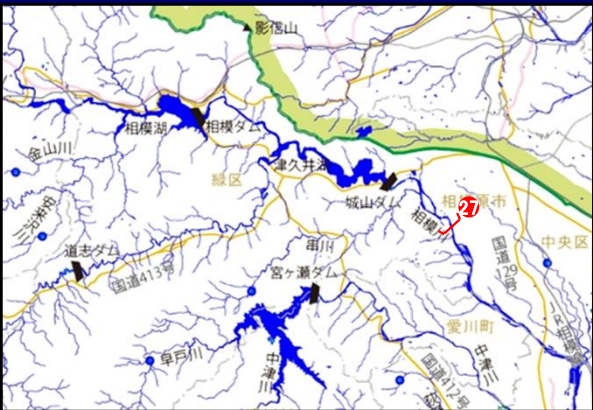 影信山
相模湖
相模ダム
金山川
緑区
津久井湖
城山ダム
相模原市
27
相模川
中央区
国道129号
串川
道志ダム
国道413号
宮ヶ瀬ダム
愛川町
JR相模線
早戸川
中津川
中津川
国道412号